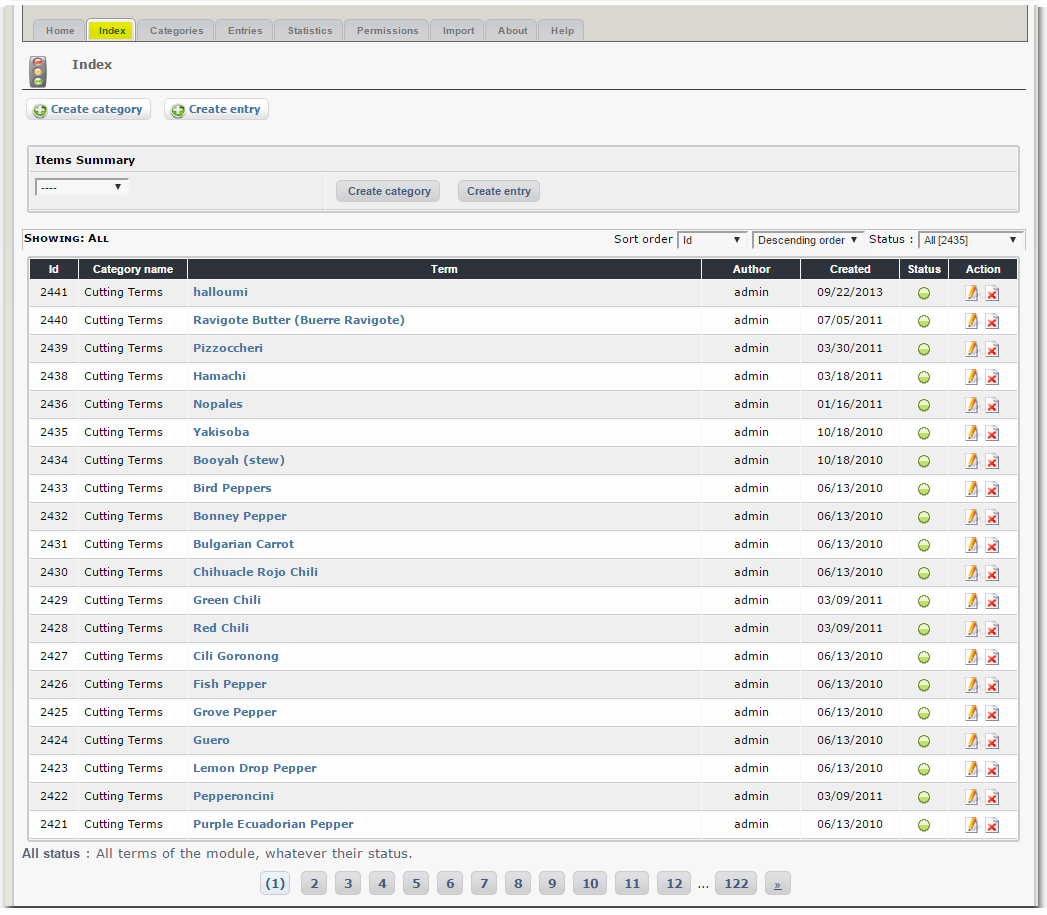 Home Index Categories Entries Statistics Permissions Import About Help
Index
Create category Create entry
Items Summary
---- Create category Create entry
SHOWING: ALL Sort order Id Descending order Status : All [2435]
Id Category name Term Author Created Status Action
2441 Cutting Terms halloumi admin 09/22/2013
2440 Cutting Terms Ravigote Butter (Buerre Ravigote) admin 07/05/2011
2439 Cutting Terms Pizzoccheri admin 03/30/2011
2438 Cutting Terms Hamachi admin 03/18/2011
2436 Cutting Terms Nopales admin 01/16/2011
2435 Cutting Terms Yakisoba admin 10/18/2010
2434 Cutting Terms Booyah (stew) admin 10/18/2010
2433 Cutting Terms Bird Peppers admin 06/13/2010
2432 Cutting Terms Bonney Pepper admin 06/13/2010
2431 Cutting Terms Bulgarian Carrot admin 06/13/2010
2430 Cutting Terms Chihuacle Rojo Chili admin 06/13/2010
2429 Cutting Terms Green Chili admin 03/09/2011
2428 Cutting Terms Red Chili admin 03/09/2011
2427 Cutting Terms Cili Goronong admin 06/13/2010
2426 Cutting Terms Fish Pepper admin 06/13/2010
2425 Cutting Terms Grove Pepper admin 06/13/2010
2424 Cutting Terms Guero admin 06/13/2010
2423 Cutting Terms Lemon Drop Pepper admin 06/13/2010
2422 Cutting Terms Pepperoncini admin 03/09/2011
2421 Cutting Terms Purple Ecuadorian Pepper admin 06/13/2010
All status : All terms of the module, whatever their status.
(1) 2 3 4 5 6 7 8 9 10 11 12 ... 122 »